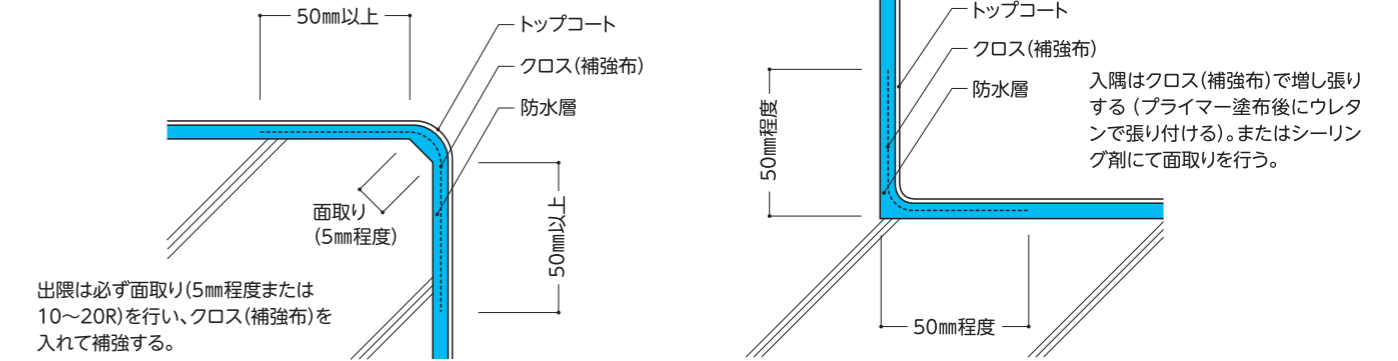 50㎜以上
トップコート
クロス(補強布)
防水層
面取り
(5㎜程度)
50㎜以上
出隅は必ず面取り(5㎜程度または
10〜20R)を行い、クロス(補強布)を
入れて補強する。
トップコート
クロス(補強布)
防水層
50㎜程度
入隅はクロス(補強布)で増し張り
する（プライマー塗布後にウレタ
ンで張り付ける)。またはシーリン
グ剤にて面取りを行う。
50㎜程度